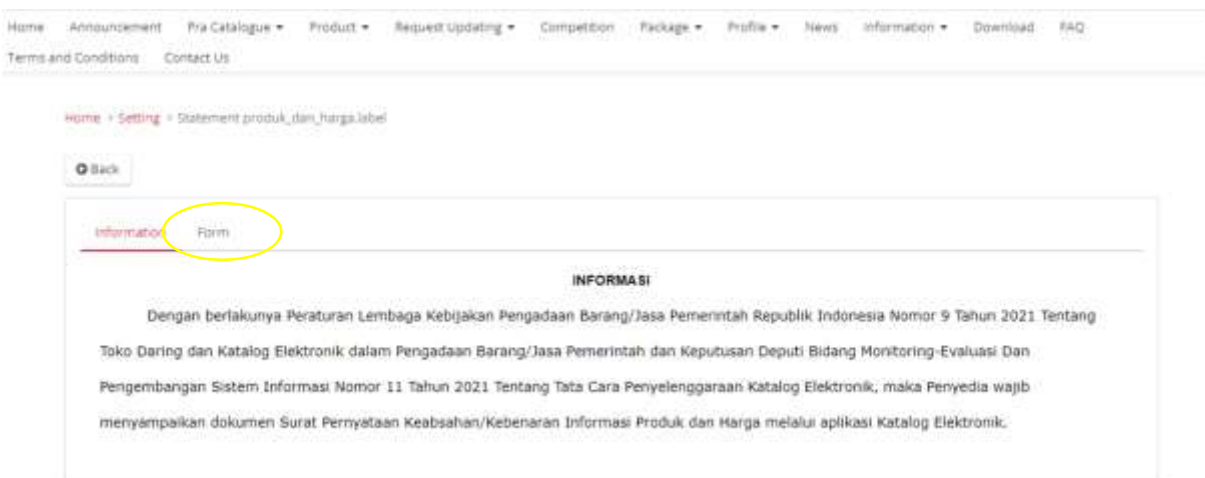 Home Announcement Pra Catalogue Product Request Updating Competition Package Profile News Information Download FAQ
Terms and Conditions Contact Us
Home > Setting > Statement produk_dan_harga.label
Back
Information Form
INFORMASI
Dengan berlakunya Peraturan Lembaga Kebijakan Pengadaan Barang/Jasa Pemerintah Republik Indonesia Nomor 9 Tahun 2021 Tentang
Toko Daring dan Katalog Elektronik dalam Pengadaan Barang/Jasa Pemerintah dan Keputusan Deputi Bidang Monitoring-Evaluasi Dan
Pengembangan Sistem Informasi Nomor 11 Tahun 2021 Tentang Tata Cara Penyelenggaraan Katalog Elektronik, maka Penyedia wajib
menyampaikan dokumen Surat Pernyataan Keabsahan/Kebenaran Informasi Produk dan Harga melalui aplikasi Katalog Elektronik.